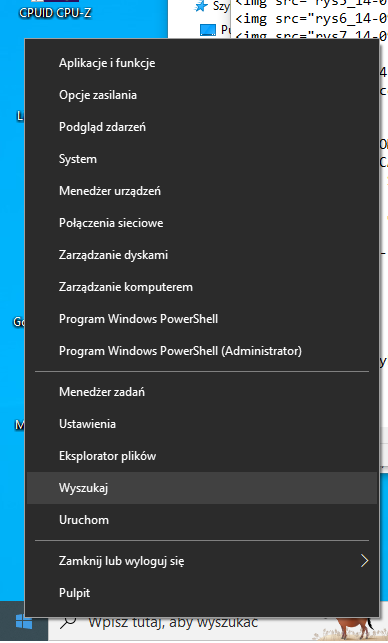 CPUID CPU-Z
Szy
<img src="rys5_14-0
<img src="rys6_14-0
<img src="rys7_14-0
Aplikacje i funkcje
Opcje zasilania
Podgląd zdarzeń
System
Menedżer urządzeń
Połączenia sieciowe
Zarządzanie dyskami
Zarządzanie komputerem
Program Windows PowerShell
Program Windows PowerShell (Administrator)
Menedżer zadań
Ustawienia
Eksplorator plików
Wyszukaj
Uruchom
Zamknij lub wyloguj się
Pulpit
Wpisz tutaj, aby wyszukać